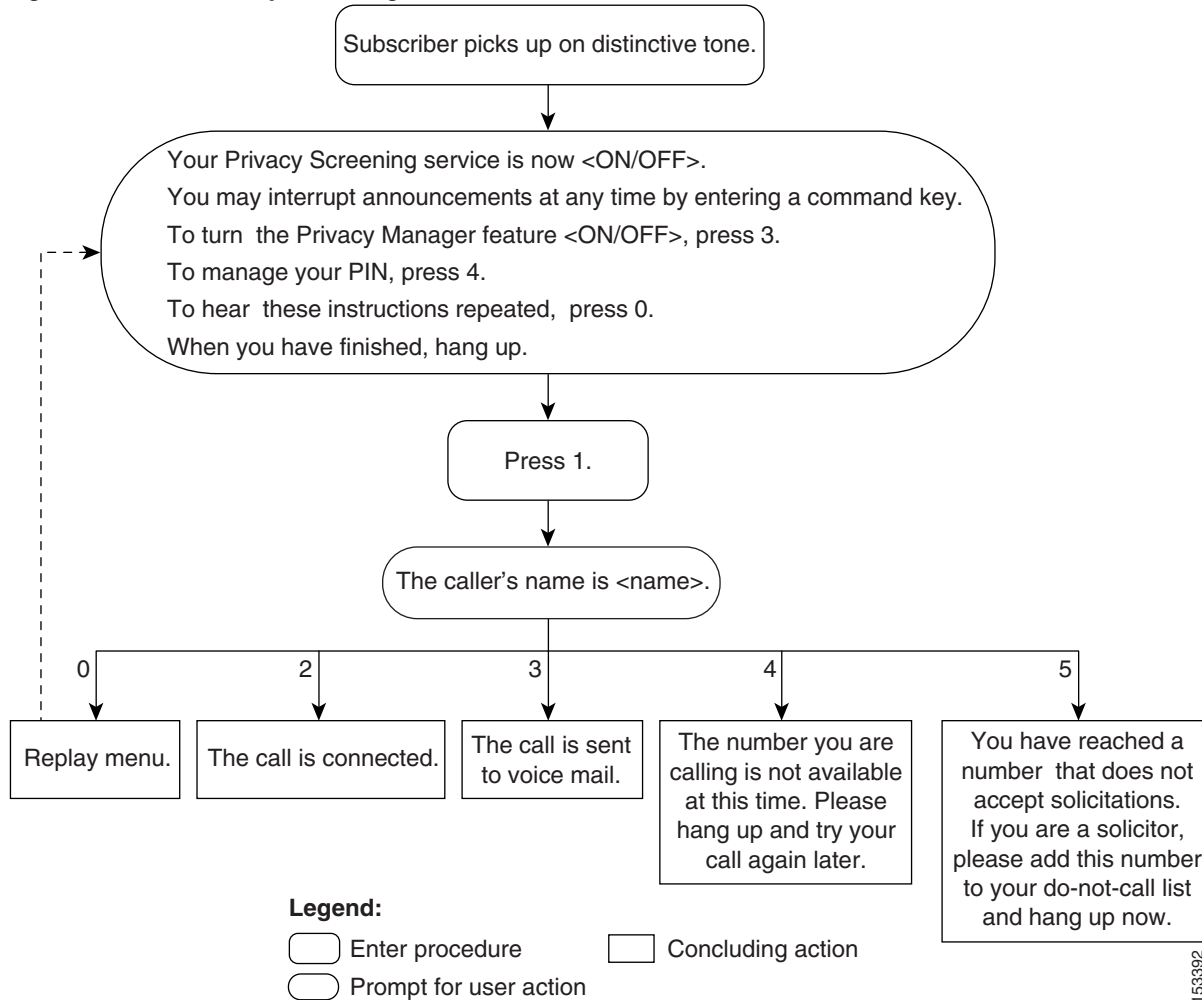 Subscriber picks up on distinctive tone.
Your Privacy Screening service is now <ON/OFF>.
You may interrupt announcements at any time by entering a command key.
To turn the Privacy Manager feature <ON/OFF>, press 3.
To manage your PIN, press 4.
To hear these instructions repeated, press 0.
When you have finished, hang up.
Press 1.
The caller's name is <name>.
0
2
3
4
5
Replay menu.
The call is connected.
The call is sent
to voice mail.
The number you are
calling is not available
at this time. Please
hang up and try your
call again later.
You have reached a
number that does not
accept solicitations.
If you are a solicitor,
please add this number
to your do-not-call list
and hang up now.
Legend:
Enter procedure
Concluding action
Prompt for user action
153392